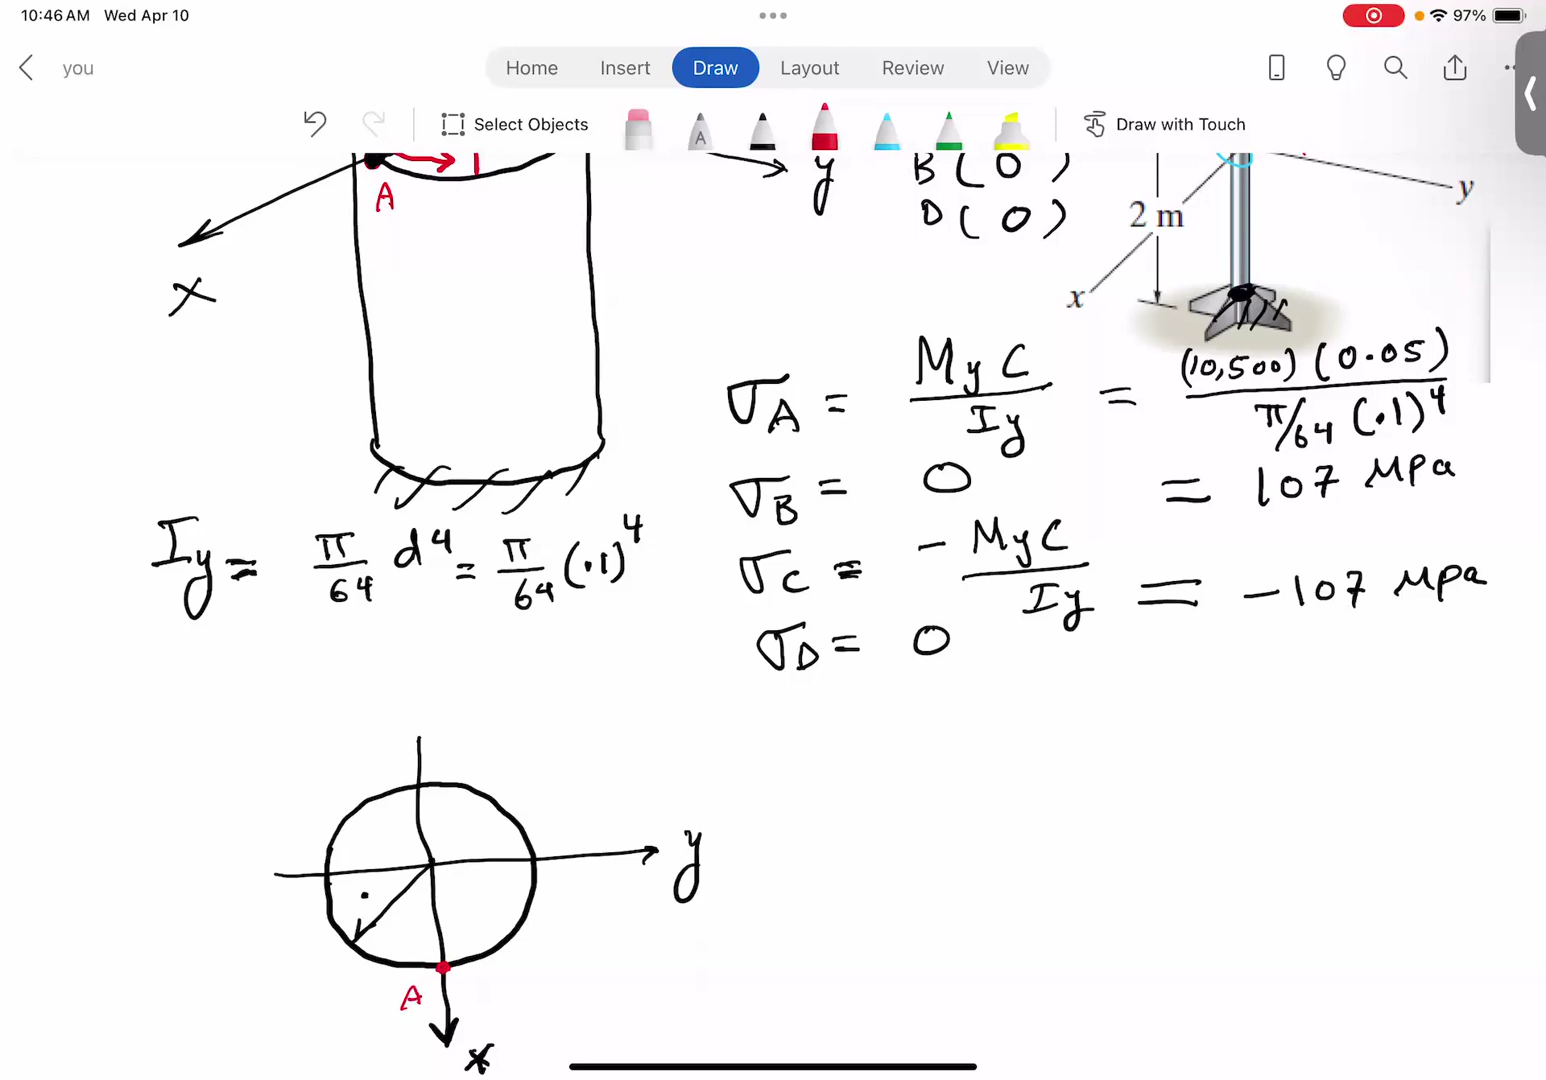 10:46 AM Wed Apr 10
97%
you
Home Insert Draw Layout Review View
Select Objects
A
Draw with Touch
A
y
B ( 0 )
D ( 0 )
x
2 m
y
x
σA = MyC / Iy = (10,500) (0.05) / π/64 (.1)^4
= 107 MPa
σB = 0
σC = - MyC / Iy = -107 MPa
σD = 0
Iy = π/64 d^4 = π/64 (.1)^4
y
A
x